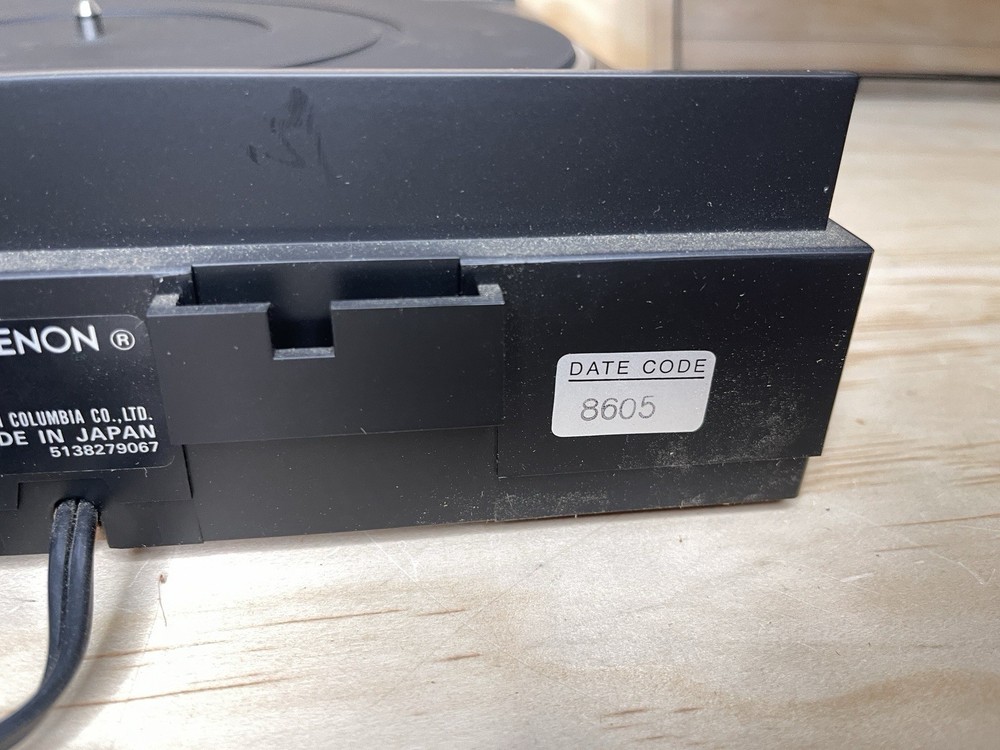 ENON ®
COLUMBIA CO.,LTD.
DE IN JAPAN
5138279067
DATE CODE
8605